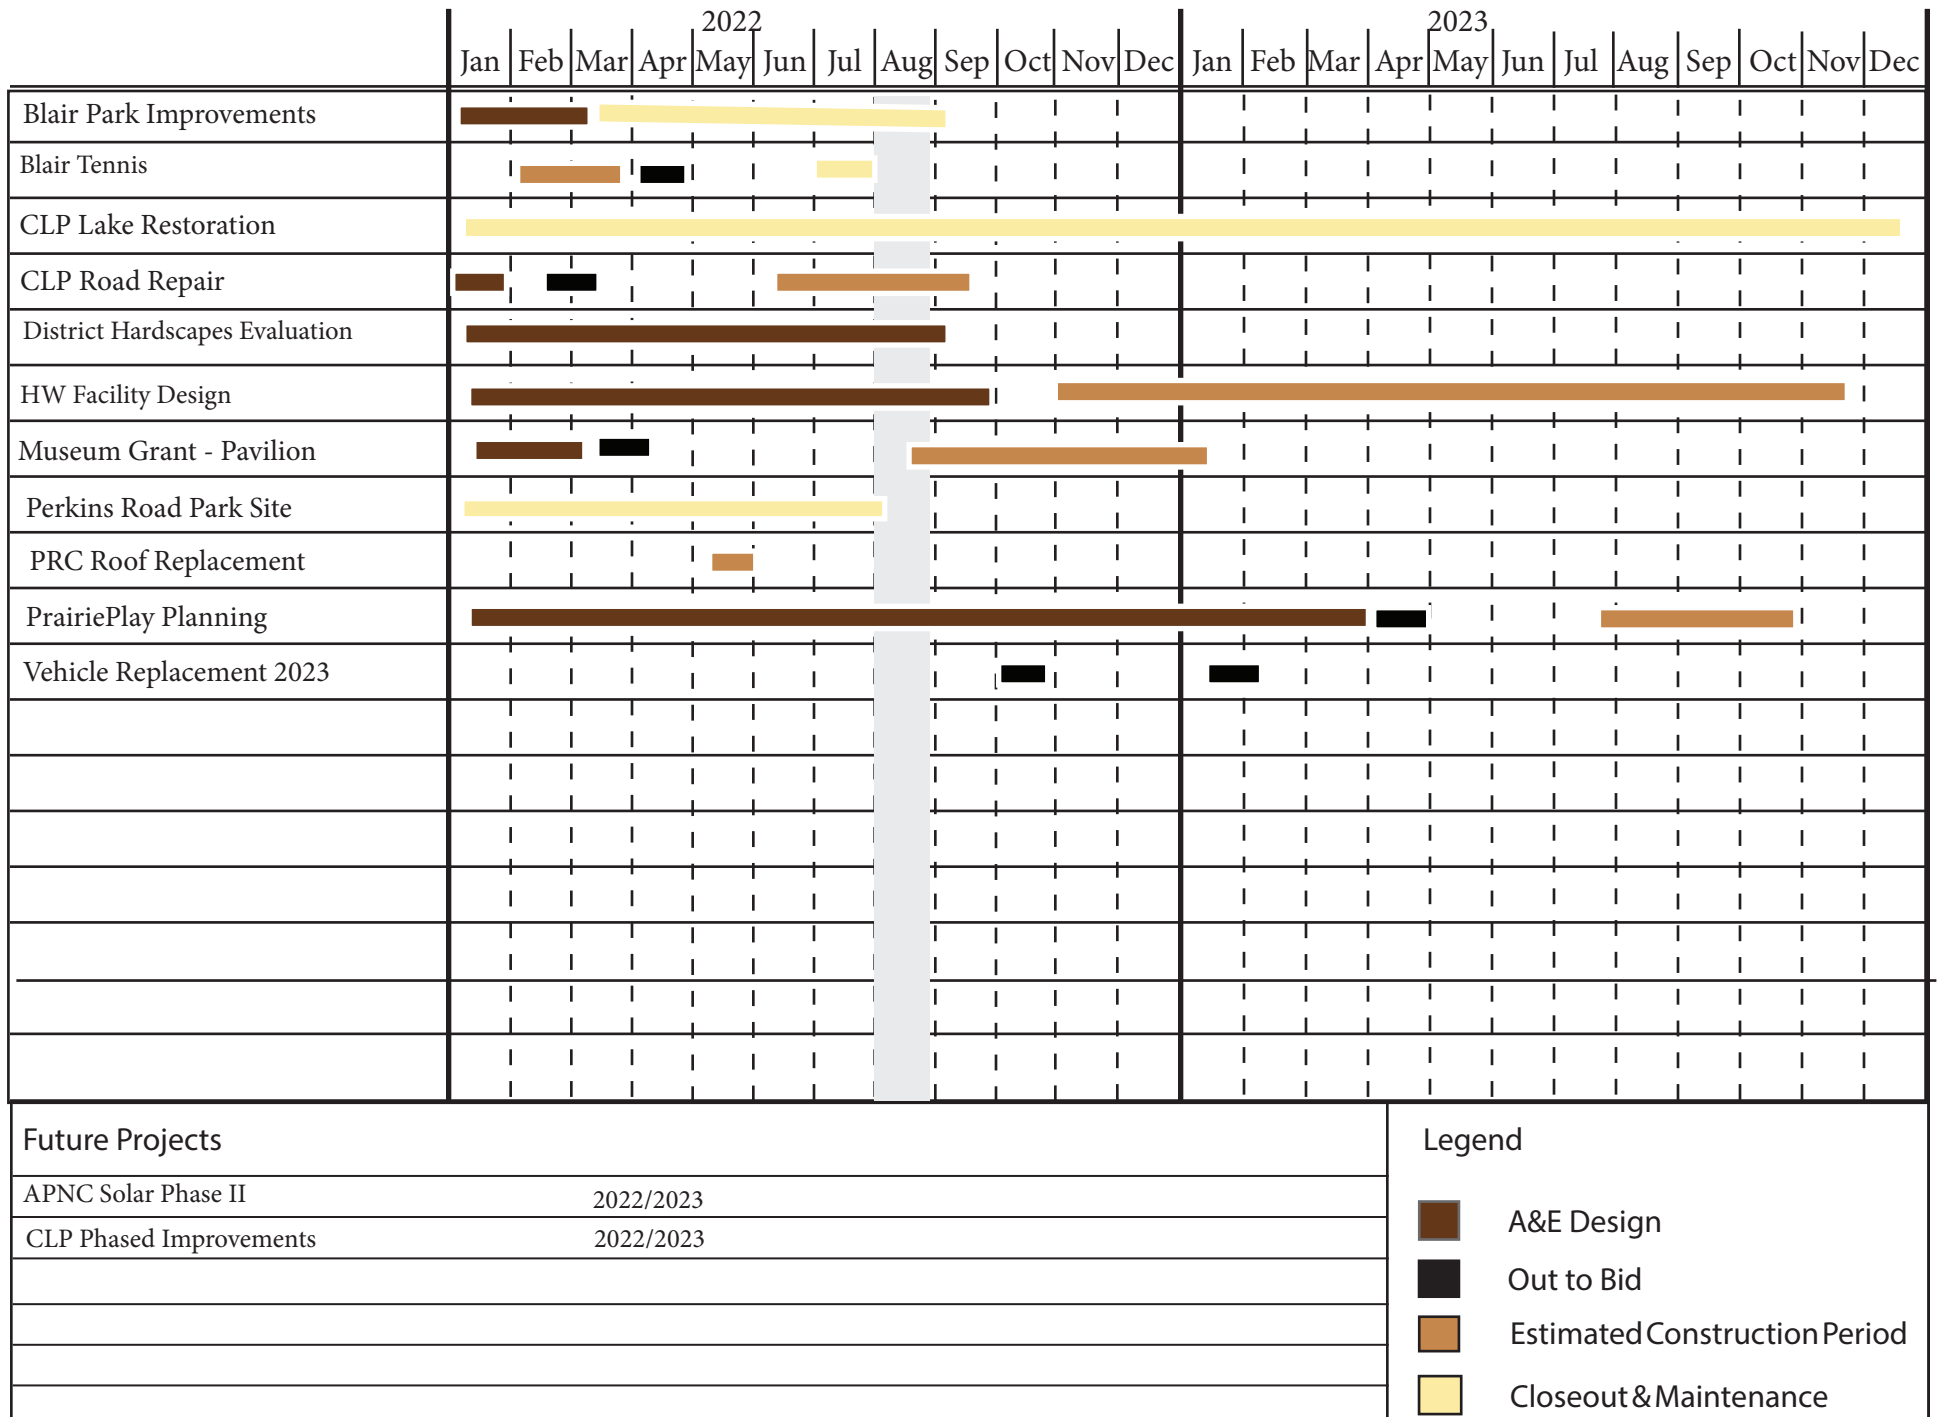 2022
2023
Jan Feb Mar Apr May Jun Jul Aug Sep Oct Nov Dec Jan Feb Mar Apr May Jun Jul Aug Sep Oct Nov Dec
Blair Park Improvements
Blair Tennis
CLP Lake Restoration
CLP Road Repair
District Hardscapes Evaluation
HW Facility Design
Museum Grant - Pavilion
Perkins Road Park Site
PRC Roof Replacement
PrairiePlay Planning
Vehicle Replacement 2023
Future Projects
APNC Solar Phase II 2022/2023
CLP Phased Improvements 2022/2023
Legend
A&E Design
Out to Bid
Estimated Construction Period
Closeout & Maintenance